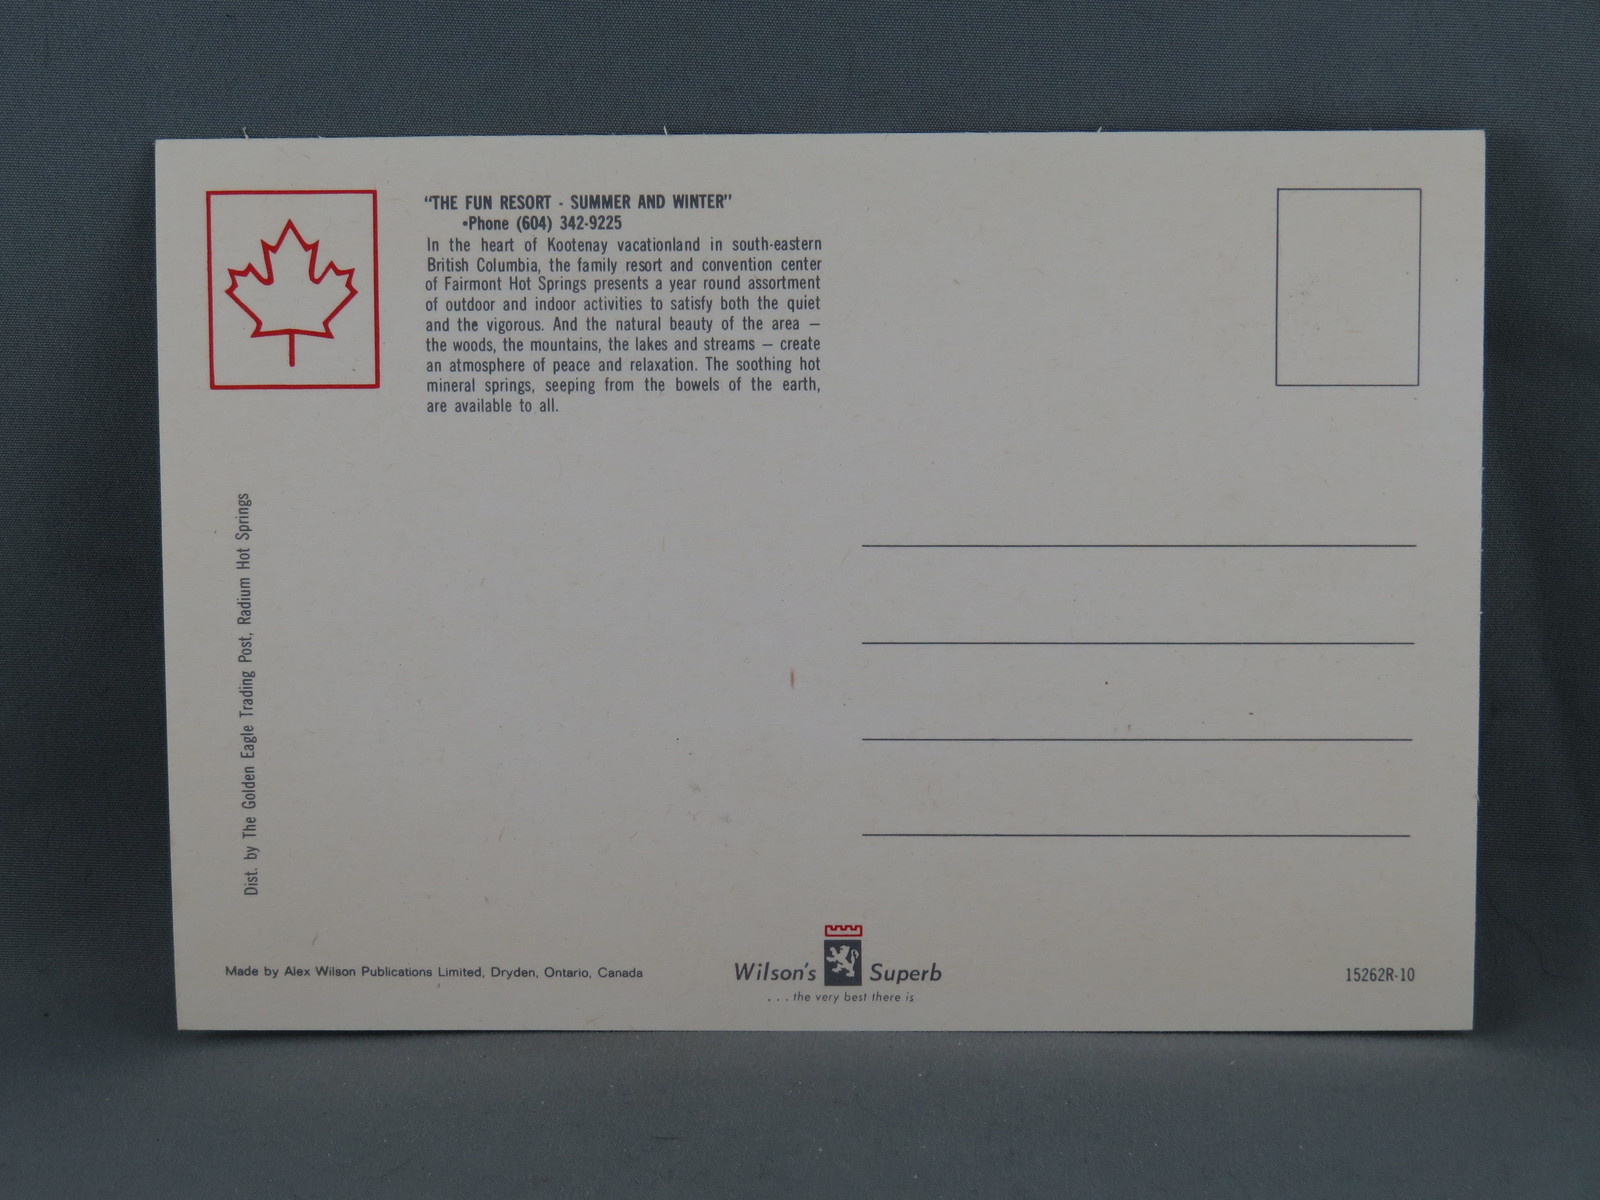 "THE FUN RESORT - SUMMER AND WINTER"
•Phone (604) 342-9225
In the heart of Kootenay vacationland in south-eastern
British Columbia, the family resort and convention center
of Fairmont Hot Springs presents a year round assortment
of outdoor and indoor activities to satisfy both the quiet
and the vigorous. And the natural beauty of the area —
the woods, the mountains, the lakes and streams — create
an atmosphere of peace and relaxation. The soothing hot
mineral springs, seeping from the bowels of the earth,
are available to all.
Dist. by The Golden Eagle Trading Post, Radium Hot Springs
Made by Alex Wilson Publications Limited, Dryden, Ontario, Canada
Wilson's Superb
. . . the very best there is
15262R-10